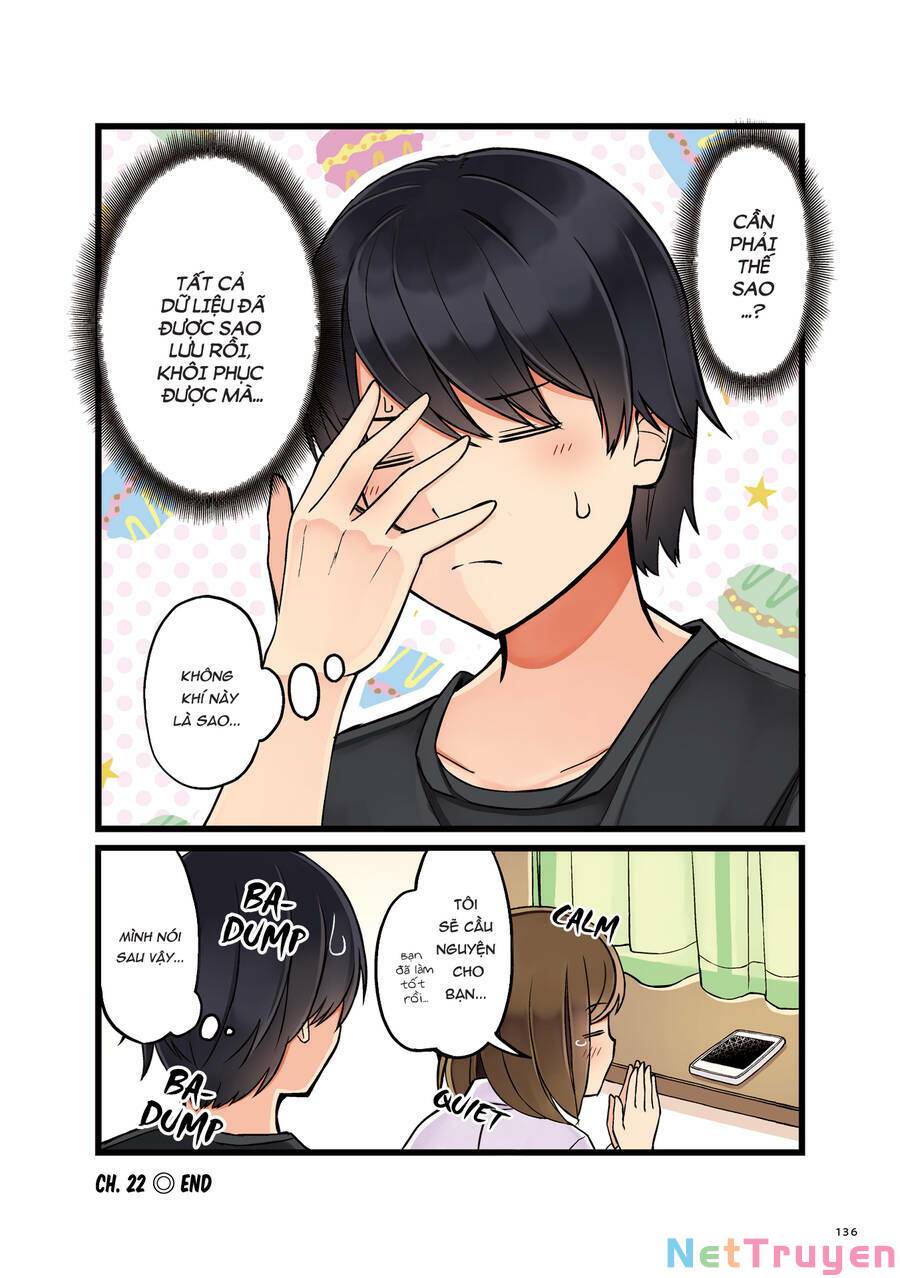 CẦN
PHẢI
THẾ
SAO
...?
TẤT CẢ
DỮ LIỆU ĐÃ
ĐƯỢC SAO
LƯU RỒI,
KHÔI PHỤC
ĐƯỢC MÀ...
KHÔNG
KHÍ NÀY
LÀ SAO...
MÌNH NÓI
SAU VẬY...
BA-
DUMP
BA-
DUMP
TÔI
SẼ CẦU
NGUYỆN
CHO
BẠN...
BẠN
đã làm
tốt
rồi...
CALM
QUIET
CH. 22 ◎ END
136
NetTruyen